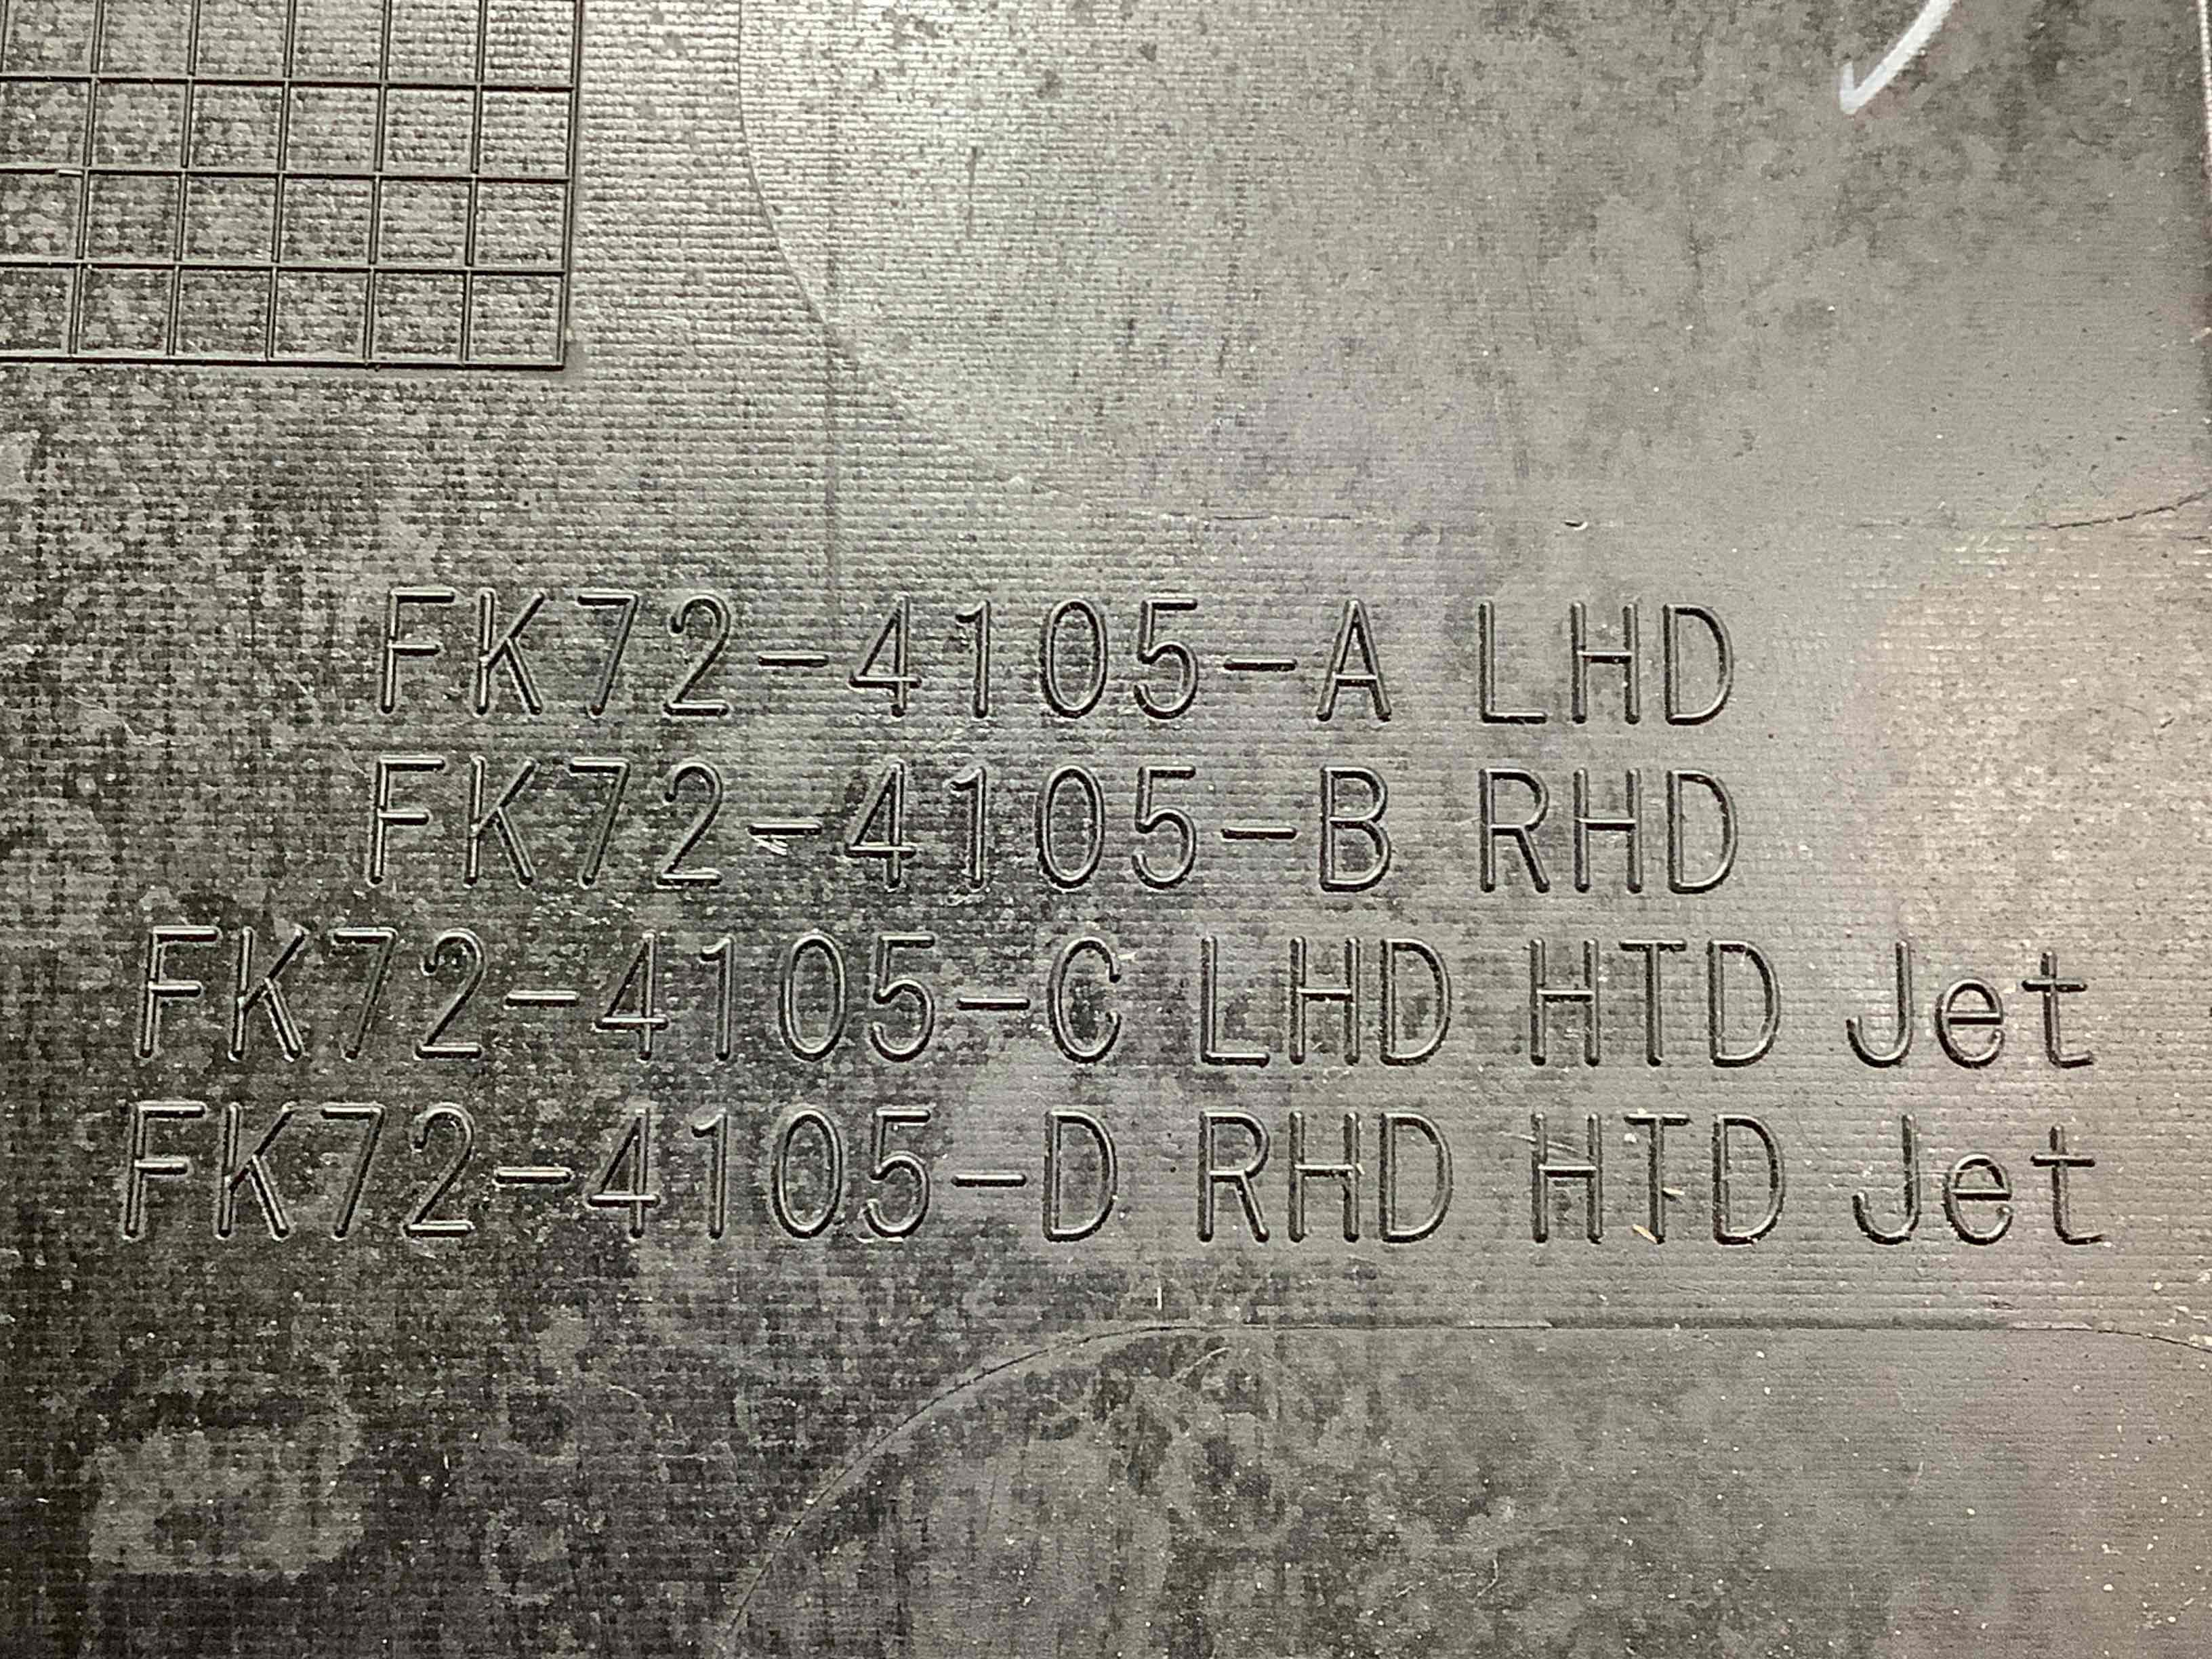 FK72-4105-A LHD
FK72-4105-B RHD
FK72-4105-C LHD HTD Jet
FK72-4105-D RHD HTD Jet